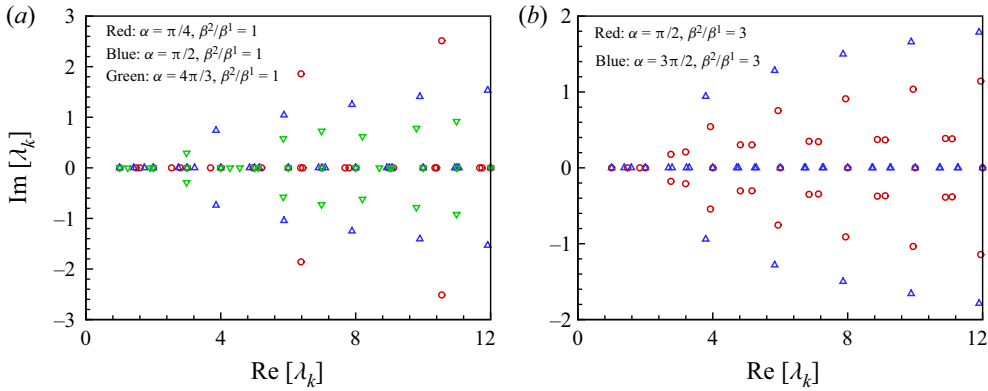 (a)
Red: α = π/4, β²/β¹ = 1
Blue: α = π/2, β²/β¹ = 1
Green: α = 4π/3, β²/β¹ = 1
3
2
1
0
−1
−2
−3
Im [λₖ]
0
4
8
12
Re [λₖ]
(b)
Red: α = π/2, β²/β¹ = 3
Blue: α = 3π/2, β²/β¹ = 3
2
1
0
−1
−2
0
4
8
12
Re [λₖ]